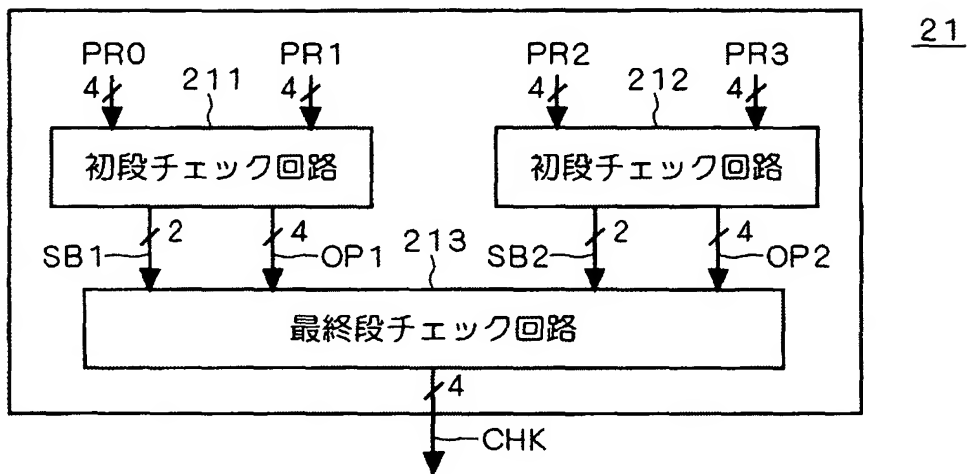 21
PR0 PR1 PR2 PR3
4 211 4 4 212 4
初段チェック回路 初段チェック回路
2 4 2 4
SB1 OP1 213 SB2 OP2
最終段チェック回路
4
CHK